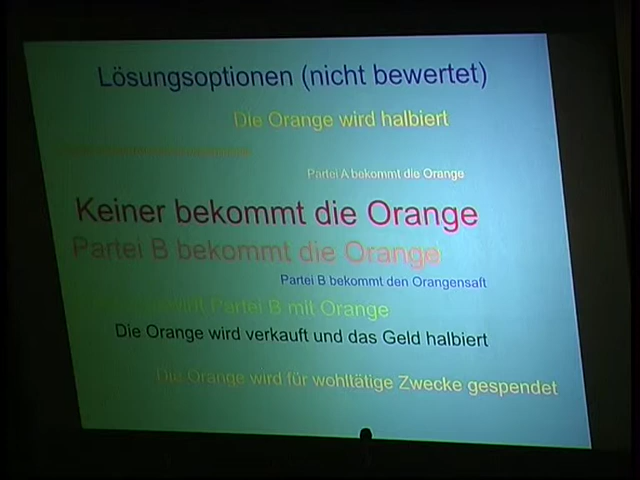 Lösungsoptionen (nicht bewertet)
Die Orange wird halbiert
Partei A bekommt die Orange
Keiner bekommt die Orange
Partei B bekommt die Orange
Partei B bekommt den Orangensaft
Partei B mit Orange
Die Orange wird verkauft und das Geld halbiert
Die Orange wird für wohltätige Zwecke gespendet